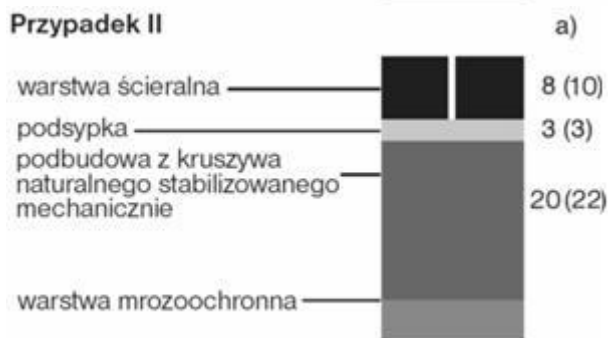 Przypadek II a)
warstwa ścieralna 8 (10)
podsypka 3 (3)
podbudowa z kruszywa
naturalnego stabilizowanego
mechanicznie 20 (22)
warstwa mrozoochronna